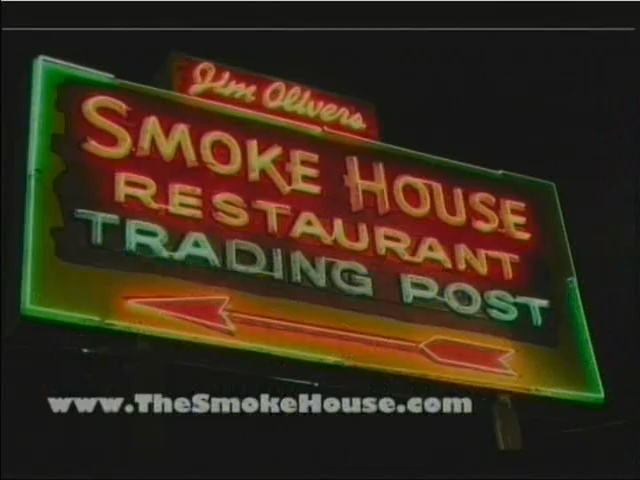 Jim Oliver's
SMOKE HOUSE
RESTAURANT
TRADING POST
www.TheSmokeHouse.com